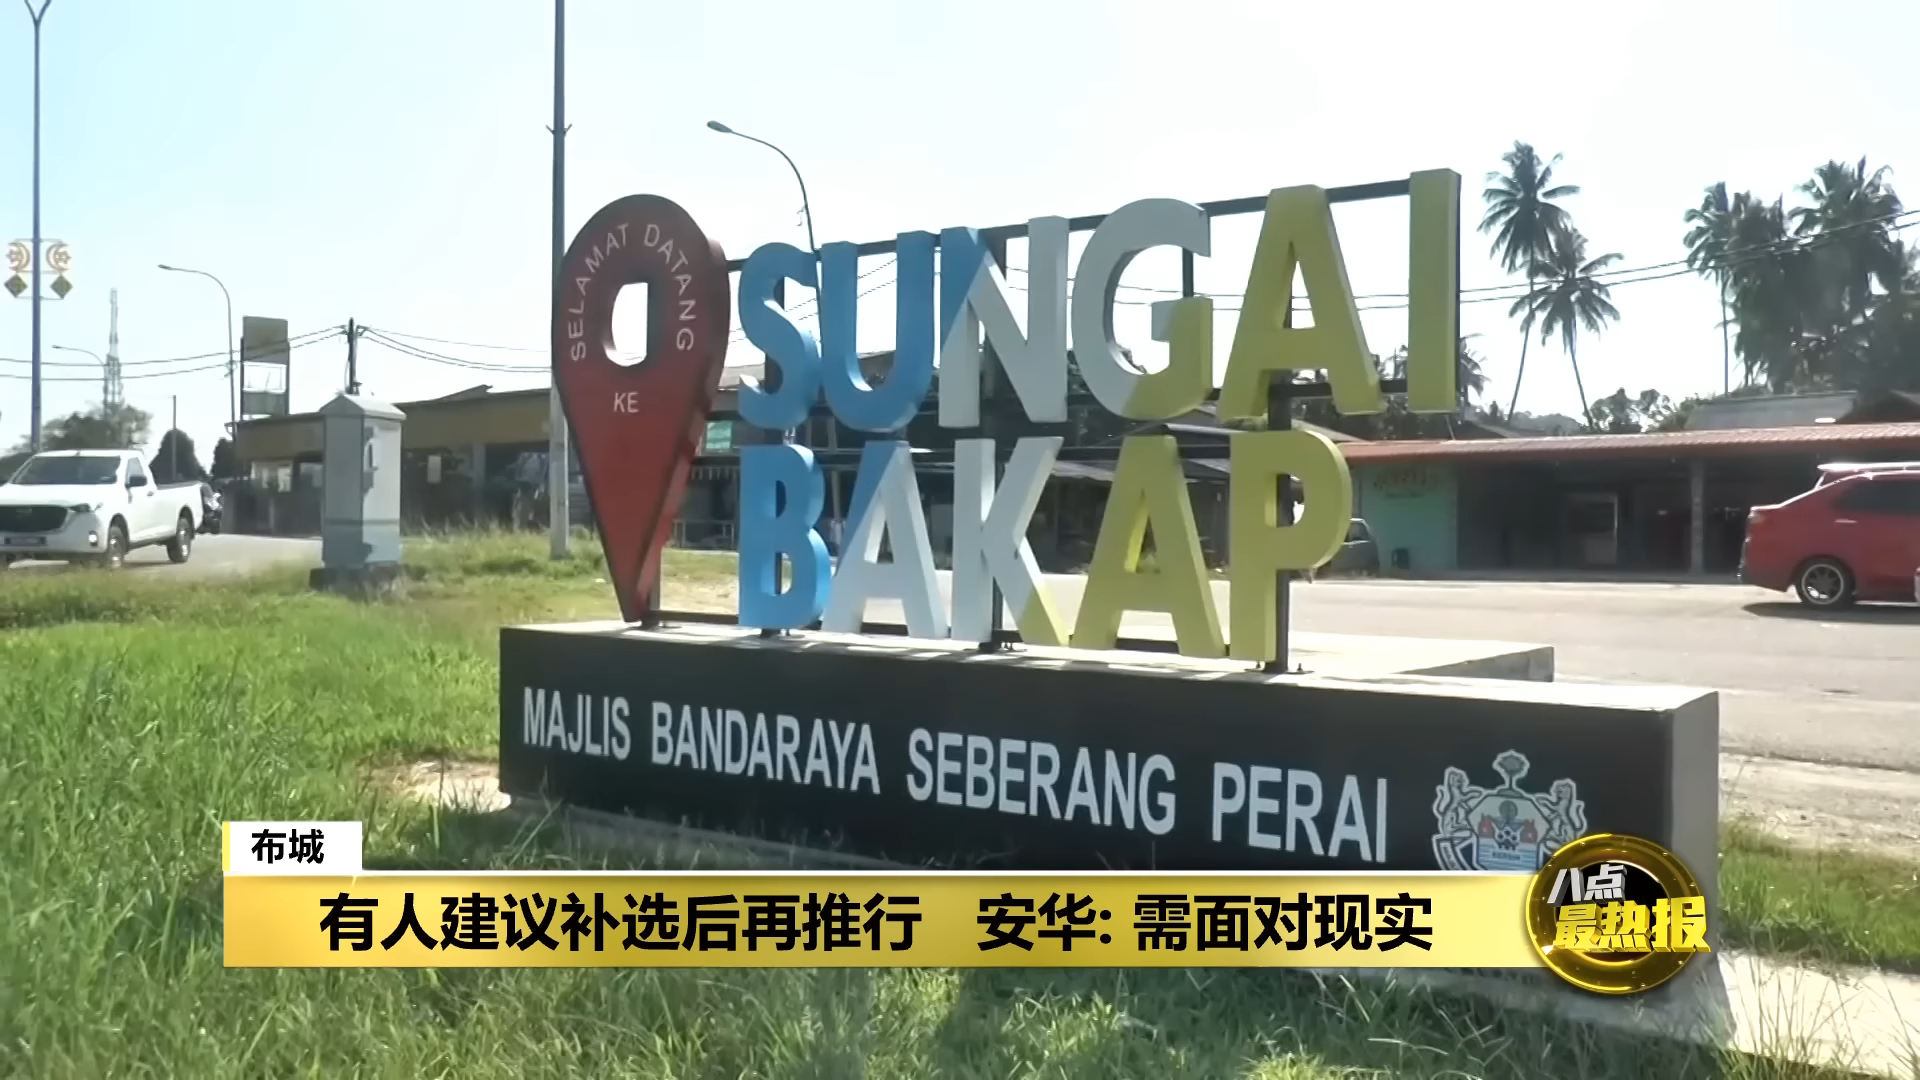 SELAMAT DATANG
KE
SUNGAI
BAKAP
MAJLIS BANDARAYA SEBERANG PERAI
布城
有人建议补选后再推行 安华: 需面对现实
八点
最热报